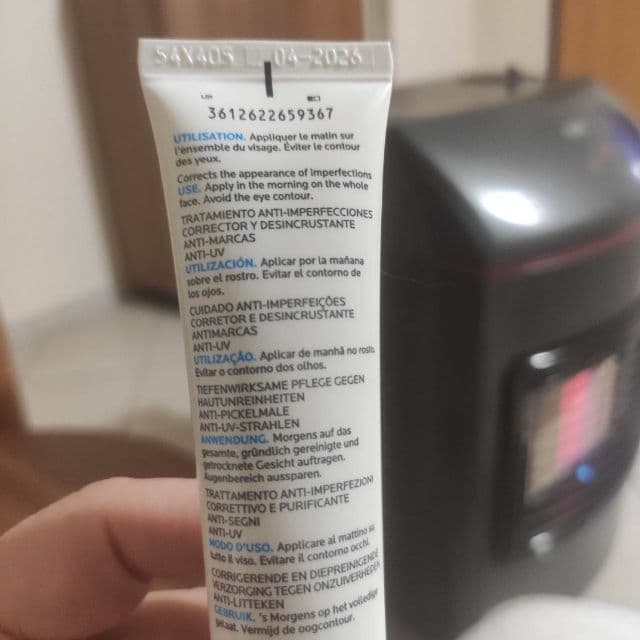 54X405 04-2026
3612622659367
UTILISATION. Appliquer le matin sur
l'ensemble du visage. Éviter le contour
des yeux.
Corrects the appearance of imperfections
USE. Apply in the morning on the whole
face. Avoid the eye contour.
TRATAMIENTO ANTI-IMPERFECCIONES
CORRECTOR Y DESINCRUSTANTE
ANTI-MARCAS
ANTI-UV
UTILIZACIÓN. Aplicar por la mañana
sobre el rostro. Evitar el contorno de
los ojos.
CUIDADO ANTI-IMPERFEIÇÕES
CORRETOR E DESINCRUSTANTE
ANTIMARCAS
ANTI-UV
UTILIZAÇÃO. Aplicar de manhã no rosto.
Evitar o contorno dos olhos.
TIEFENWIRKSAME PFLEGE GEGEN
HAUTUNREINHEITEN
ANTI-PICKELMALE
ANTI-UV-STRAHLEN
ANWENDUNG. Morgens auf das
gesamte, gründlich gereinigte und
getrocknete Gesicht auftragen.
Augenbereich aussparen.
TRATTAMENTO ANTI-IMPERFEZIONI
CORRETTIVO E PURIFICANTE
ANTI-SEGNI
ANTI-UV
MODO D'USO. Applicare al mattino su
tutto il viso. Evitare il contorno occhi.
CORRIGERENDE EN DIEPREINIGENDE
VERZORGING TEGEN ONZUIVERHEDEN
ANTI-LITTEKEN
GEBRUIK. 's Morgens op het volledige
gelaat. Vermijd de oogcontour.